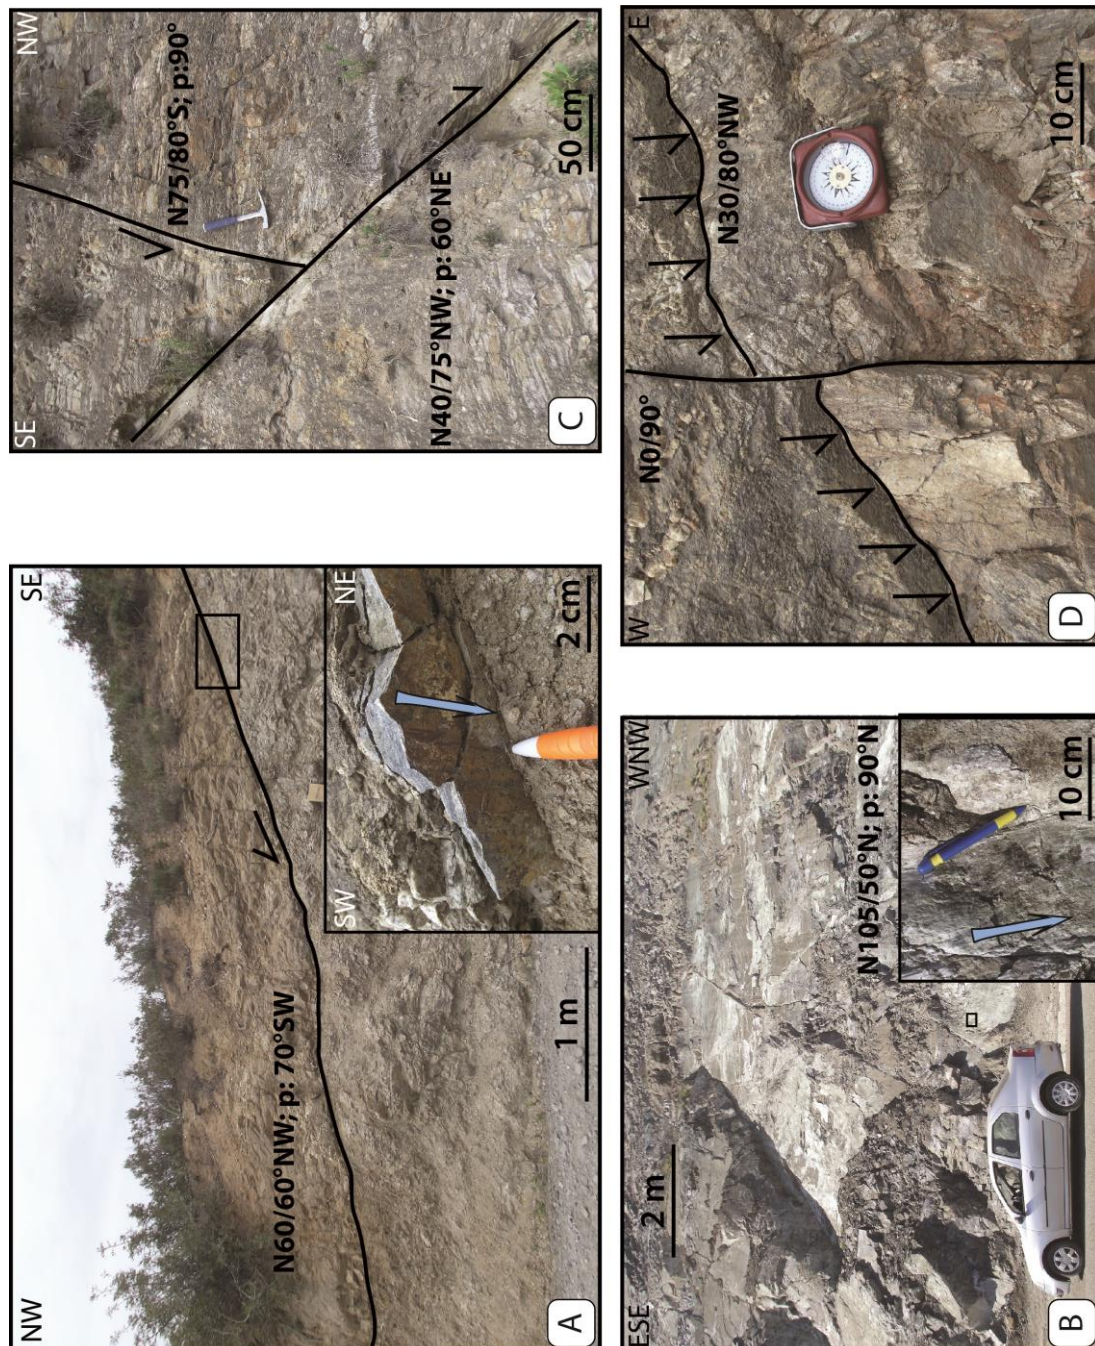 NW
SE
N60/60°NW; p: 70°SW
1 m
SW
NE
2 cm
A
ESE
WNW
2 m
N105/50°N; p: 90°N
10 cm
B
SE
NW
N75/80°S; p:90°
N40/75°NW; p: 60°NE
50 cm
C
W
E
N0/90°
N30/80°NW
10 cm
D